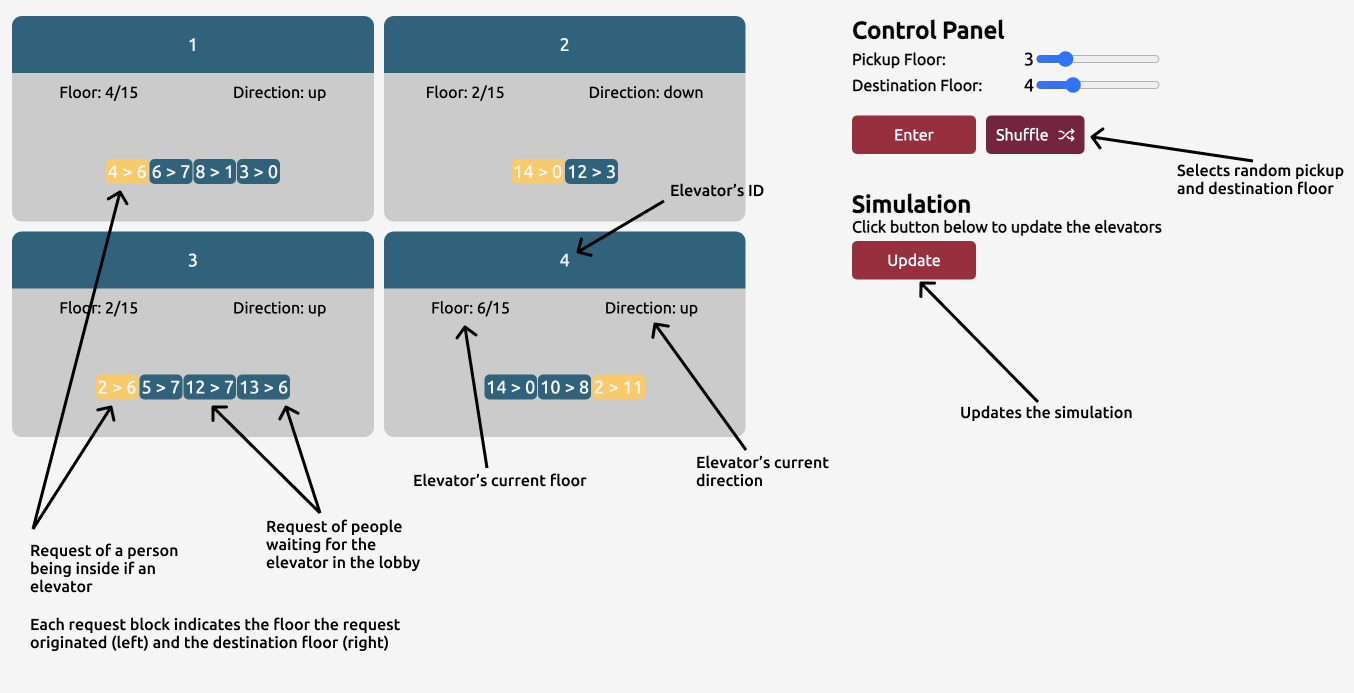 1
Floor: 4/15 Direction: up
4 > 6 6 > 7 8 > 1 3 > 0
2
Floor: 2/15 Direction: down
14 > 0 12 > 3
Elevator’s ID
3
Floor: 2/15 Direction: up
2 > 6 5 > 7 12 > 7 13 > 6
4
Floor: 6/15 Direction: up
14 > 0 10 > 8 2 > 11
Control Panel
Pickup Floor: 3
Destination Floor: 4
Enter Shuffle
Selects random pickup
and destination floor
Simulation
Click button below to update the elevators
Update
Updates the simulation
Elevator’s current floor
Elevator’s current
direction
Request of a person
being inside if an
elevator
Request of people
waiting for the
elevator in the lobby
Each request block indicates the floor the request
originated (left) and the destination floor (right)